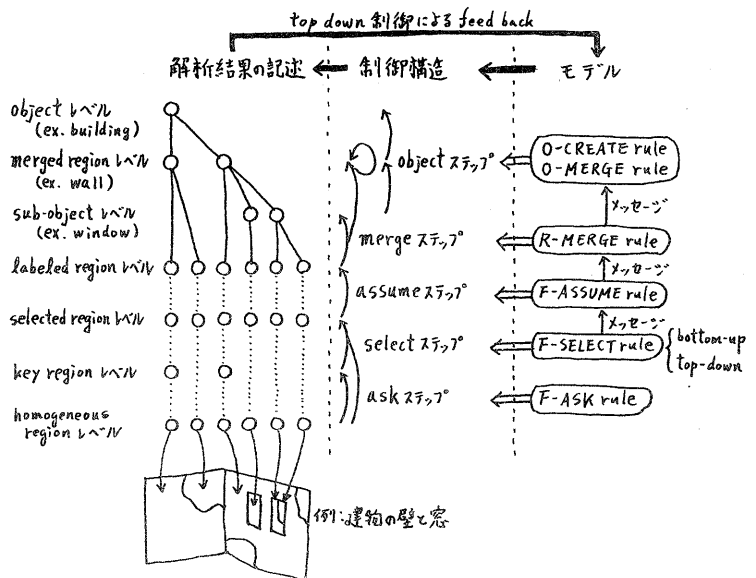 top down 制御による feed back
解析結果の記述
制御構造
モデル
object レベル
(ex. building)
merged region レベル
(ex. wall)
sub-object レベル
(ex. window)
labeled region レベル
selected region レベル
key region レベル
homogeneous
region レベル
object ステップ
merge ステップ
assume ステップ
select ステップ
ask ステップ
O-CREATE rule
O-MERGE rule
メッセージ
R-MERGE rule
メッセージ
F-ASSUME rule
メッセージ
F-SELECT rule
bottom-up
top-down
F-ASK rule
例:建物の壁と窓